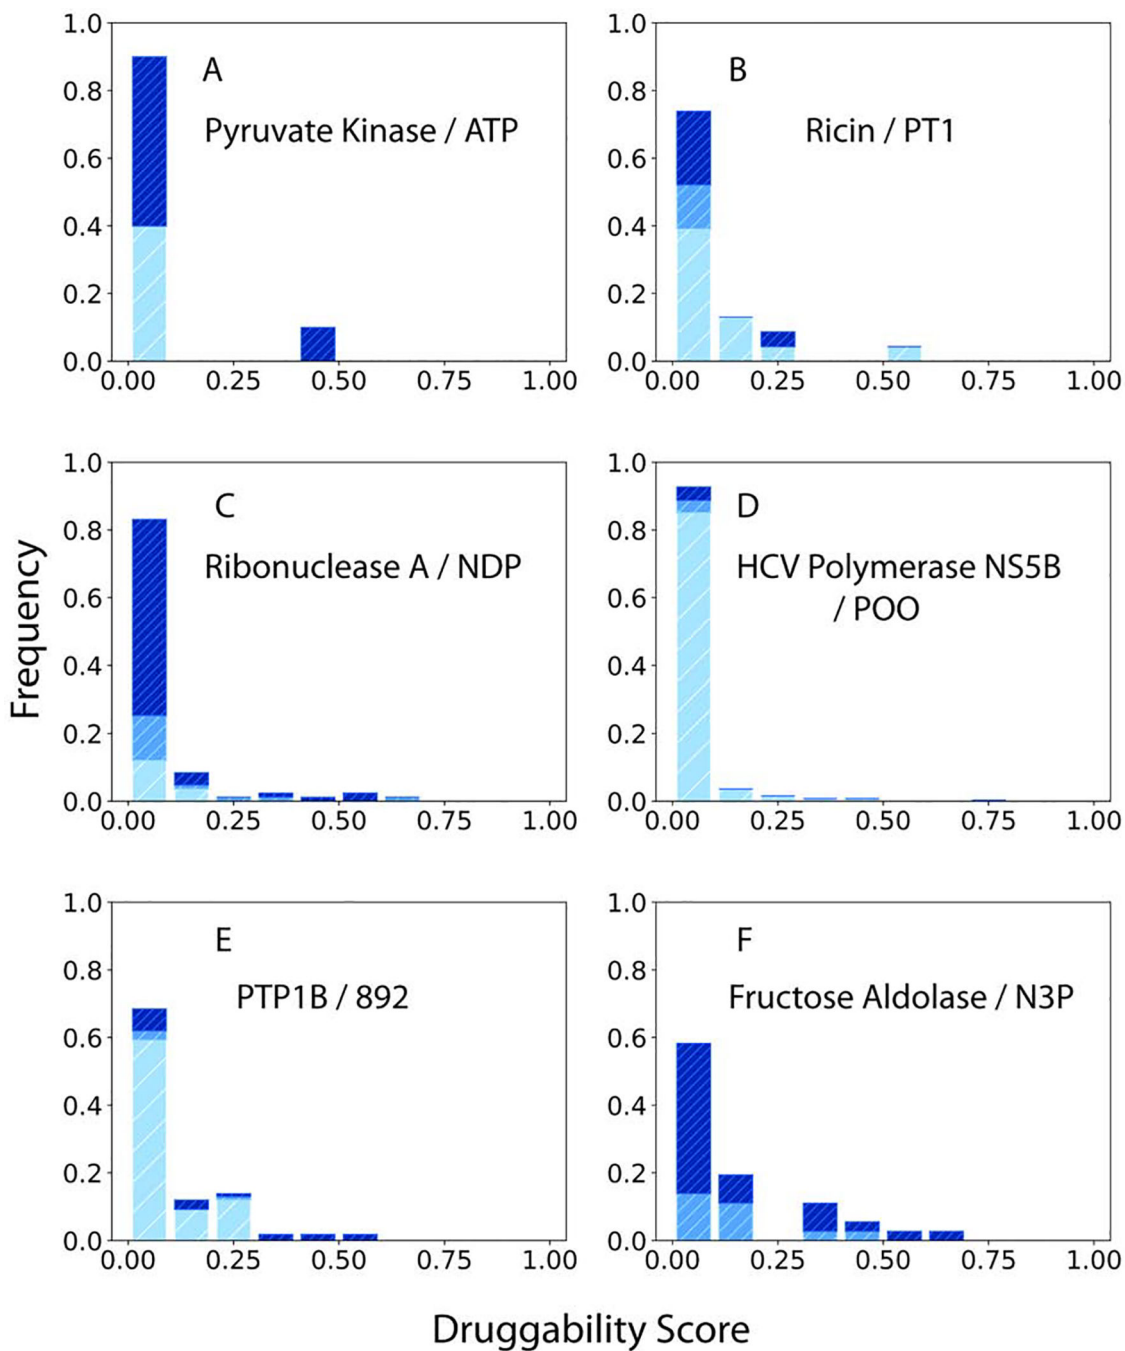 1.0
0.8
0.6
0.4
0.2
0.0
0.00 0.25 0.50 0.75 1.00
A
Pyruvate Kinase / ATP
1.0
0.8
0.6
0.4
0.2
0.0
0.00 0.25 0.50 0.75 1.00
B
Ricin / PT1
Frequency
1.0
0.8
0.6
0.4
0.2
0.0
0.00 0.25 0.50 0.75 1.00
C
Ribonuclease A / NDP
1.0
0.8
0.6
0.4
0.2
0.0
0.00 0.25 0.50 0.75 1.00
D
HCV Polymerase NS5B
/ POO
1.0
0.8
0.6
0.4
0.2
0.0
0.00 0.25 0.50 0.75 1.00
E
PTP1B / 892
1.0
0.8
0.6
0.4
0.2
0.0
0.00 0.25 0.50 0.75 1.00
F
Fructose Aldolase / N3P
Druggability Score